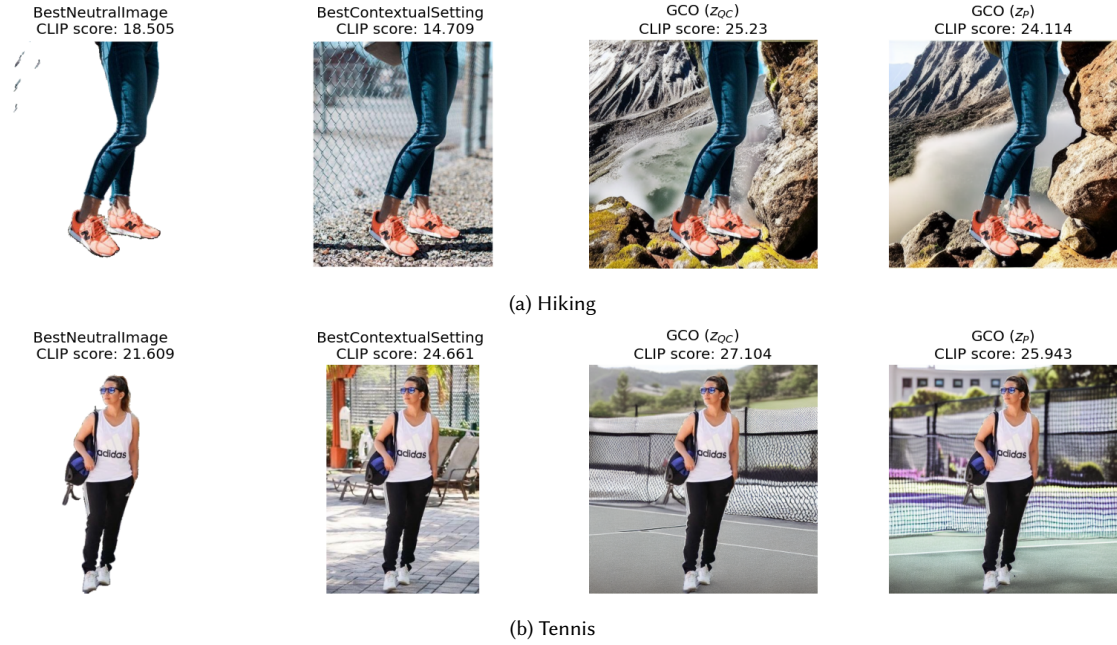 BestNeutralImage
CLIP score: 18.505
BestContextualSetting
CLIP score: 14.709
GCO (z_QC)
CLIP score: 25.23
GCO (z_P)
CLIP score: 24.114
(a) Hiking
BestNeutralImage
CLIP score: 21.609
BestContextualSetting
CLIP score: 24.661
GCO (z_QC)
CLIP score: 27.104
GCO (z_P)
CLIP score: 25.943
adidas
adidas
adidas
adidas
(b) Tennis